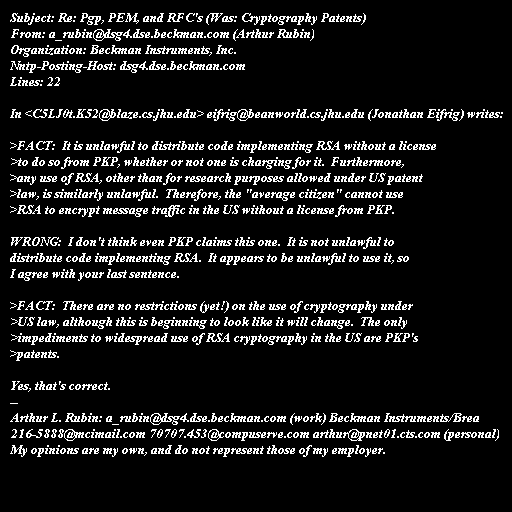 Subject: Re: Pgp, PEM, and RFC's (Was: Cryptography Patents)
From: a_rubin@dsg4.dse.beckman.com (Arthur Rubin)
Organization: Beckman Instruments, Inc.
Nntp-Posting-Host: dsg4.dse.beckman.com
Lines: 22

In <C5LJ0t.K52@blaze.cs.jhu.edu> eifrig@beanworld.cs.jhu.edu (Jonathan Eifrig) writes:

>FACT:  It is unlawful to distribute code implementing RSA without a license
>to do so from PKP, whether or not one is charging for it.  Furthermore,
>any use of RSA, other than for research purposes allowed under US patent
>law, is similarly unlawful.  Therefore, the "average citizen" cannot use
>RSA to encrypt message traffic in the US without a license from PKP.

WRONG:  I don't think even PKP claims this one.  It is not unlawful to
distribute code implementing RSA.  It appears to be unlawful to use it, so
I agree with your last sentence.

>FACT:  There are no restrictions (yet!) on the use of cryptography under
>US law, although this is beginning to look like it will change.  The only
>impediments to widespread use of RSA cryptography in the US are PKP's
>patents.

Yes, that's correct.
--
Arthur L. Rubin: a_rubin@dsg4.dse.beckman.com (work) Beckman Instruments/Brea
216-5888@mcimail.com 70707.453@compuserve.com arthur@pnet01.cts.com (personal)
My opinions are my own, and do not represent those of my employer.